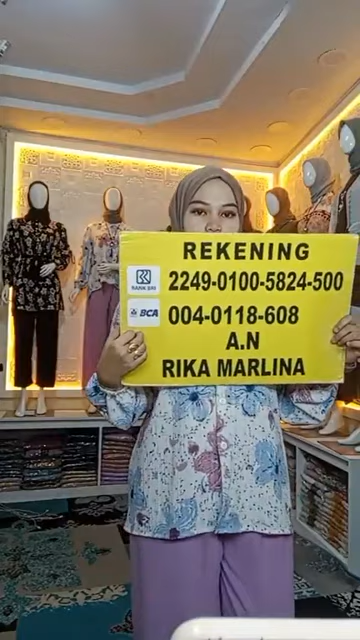 REKENING
BANK BRI 2249-0100-5824-500
BCA 004-0118-608
A.N
RIKA MARLINA